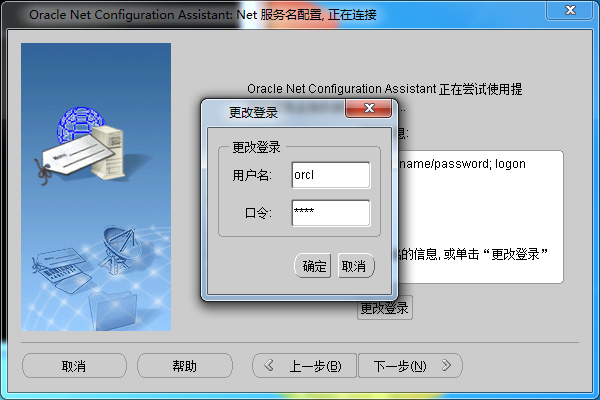 Oracle Net Configuration Assistant: Net 服务名配置, 正在连接
Oracle Net Configuration Assistant 正在尝试使用提
更改登录
息:
更改登录
name/password; logon
用户名: orcl
口令: ****
的信息, 或单击“更改登录”
确定 取消
更改登录
取消 帮助 上一步(B) 下一步(N)